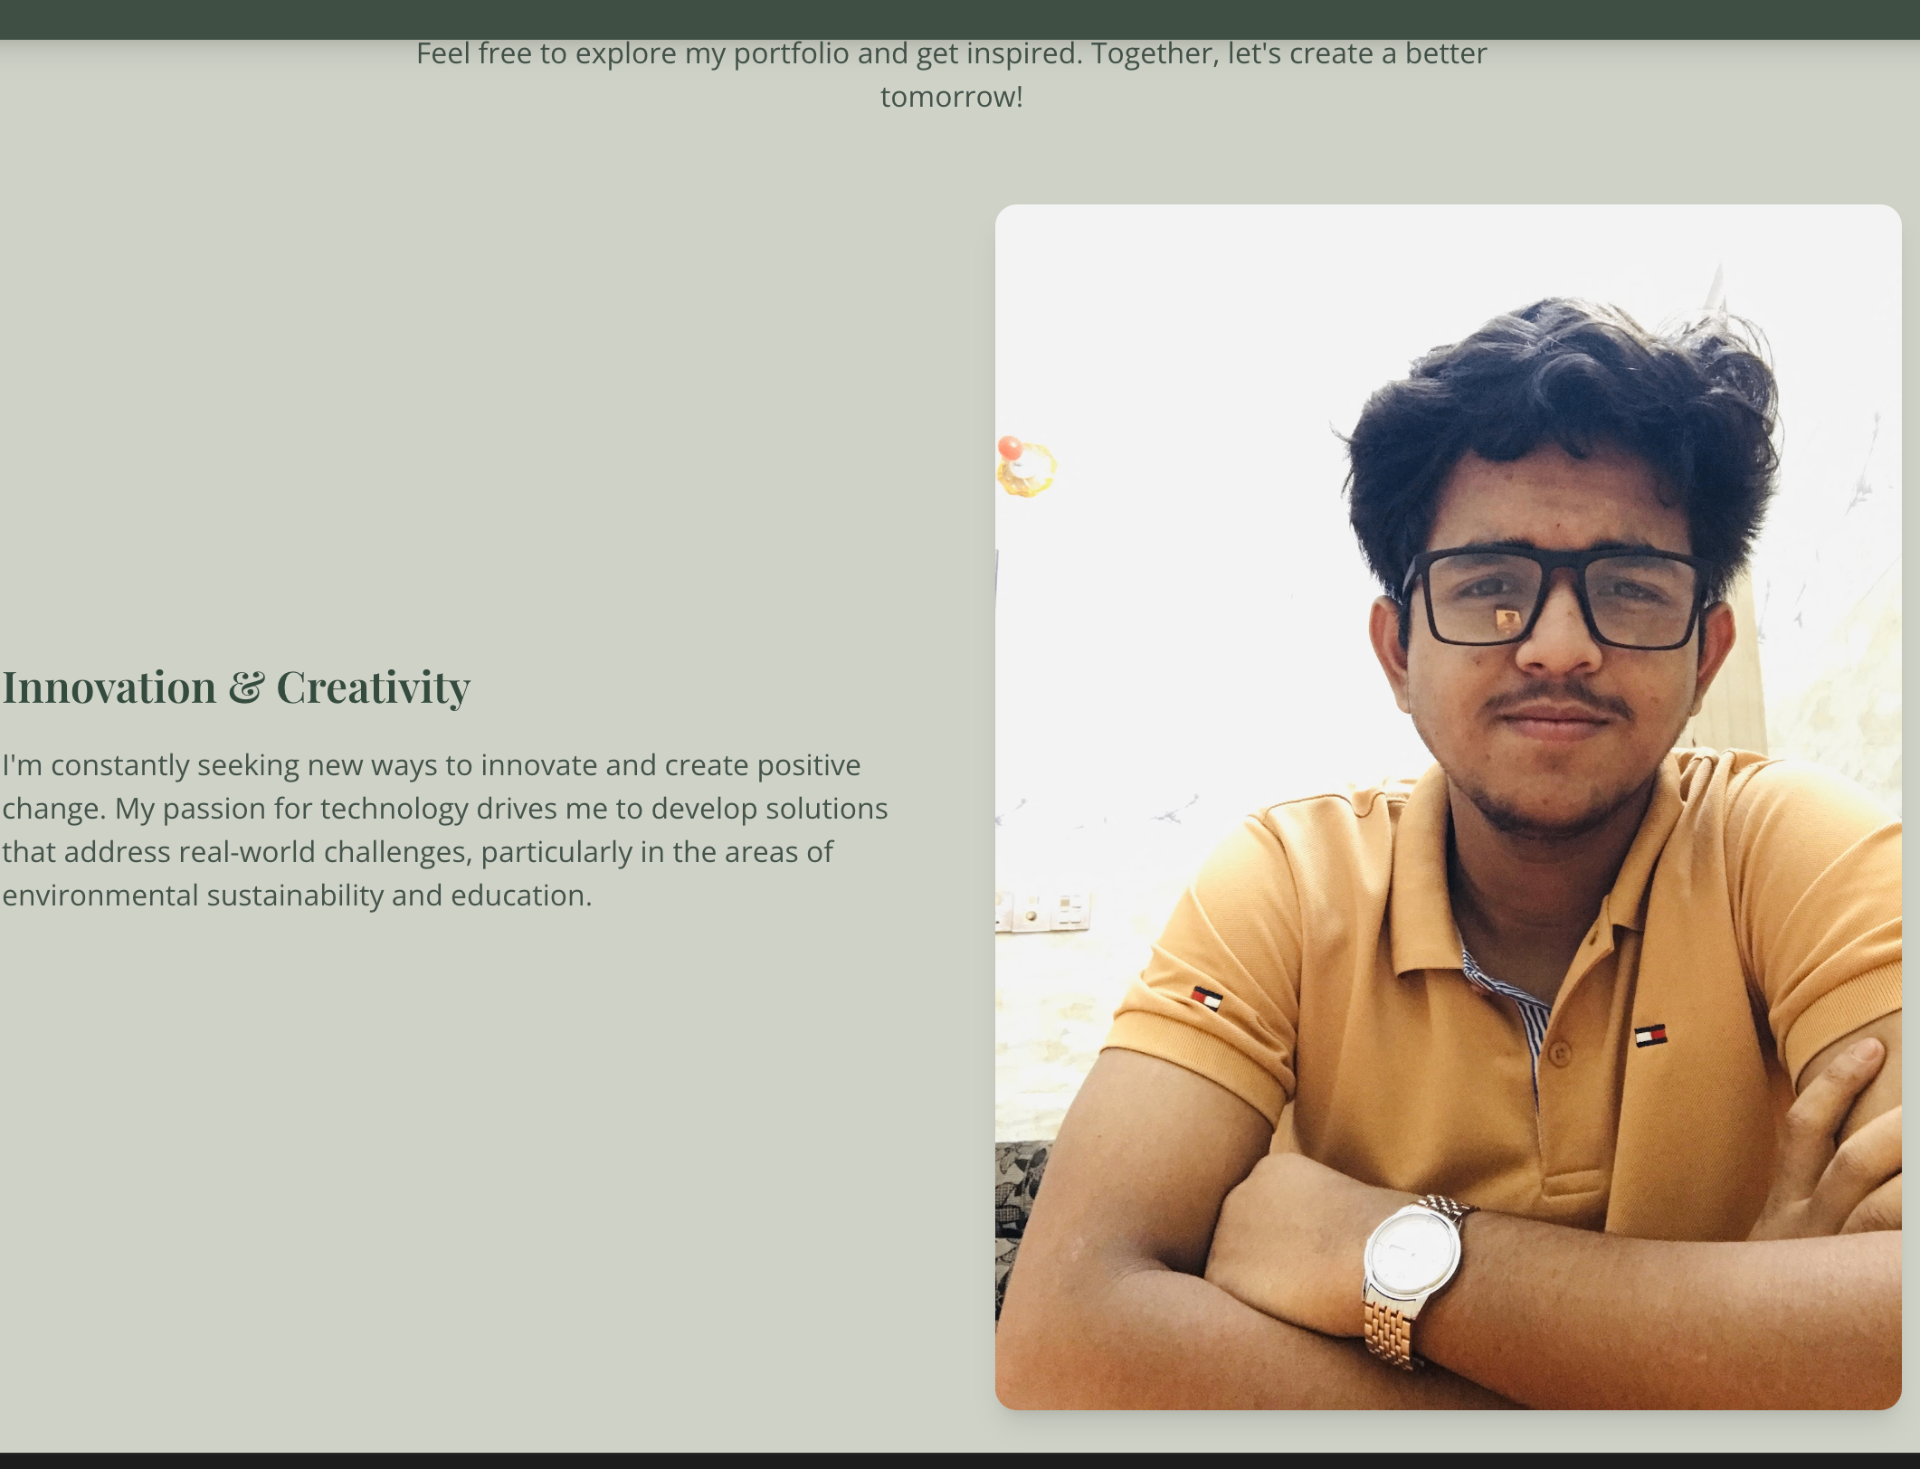 Feel free to explore my portfolio and get inspired. Together, let's create a better
tomorrow!
Innovation & Creativity
I'm constantly seeking new ways to innovate and create positive
change. My passion for technology drives me to develop solutions
that address real-world challenges, particularly in the areas of
environmental sustainability and education.